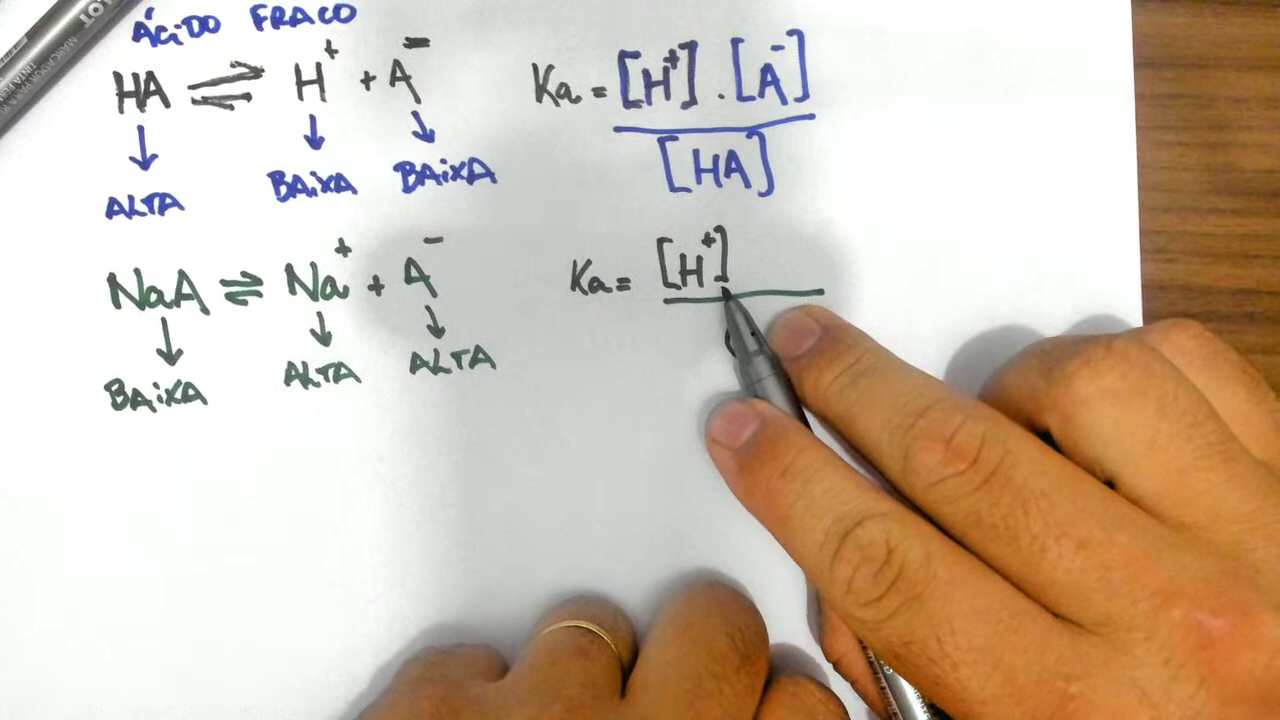 ÁCIDO FRACO
HA ⇌ H⁺ + A⁻
Ka = [H⁺] . [A⁻]
[HA]
ALTA BAIXA BAIXA
NaA ⇌ Na⁺ + A⁻
Ka = [H⁺]
BAIXA ALTA ALTA